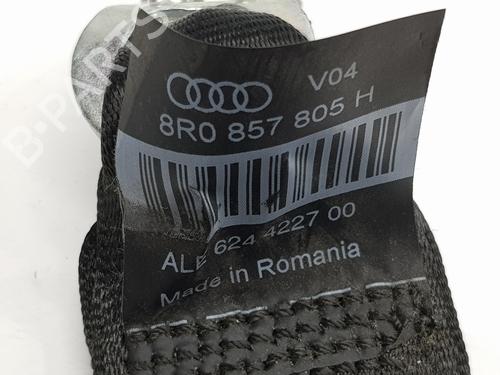 V04
8R0 857 805 H
ALE 624 4227 00
Made in Romania
B-PARTS